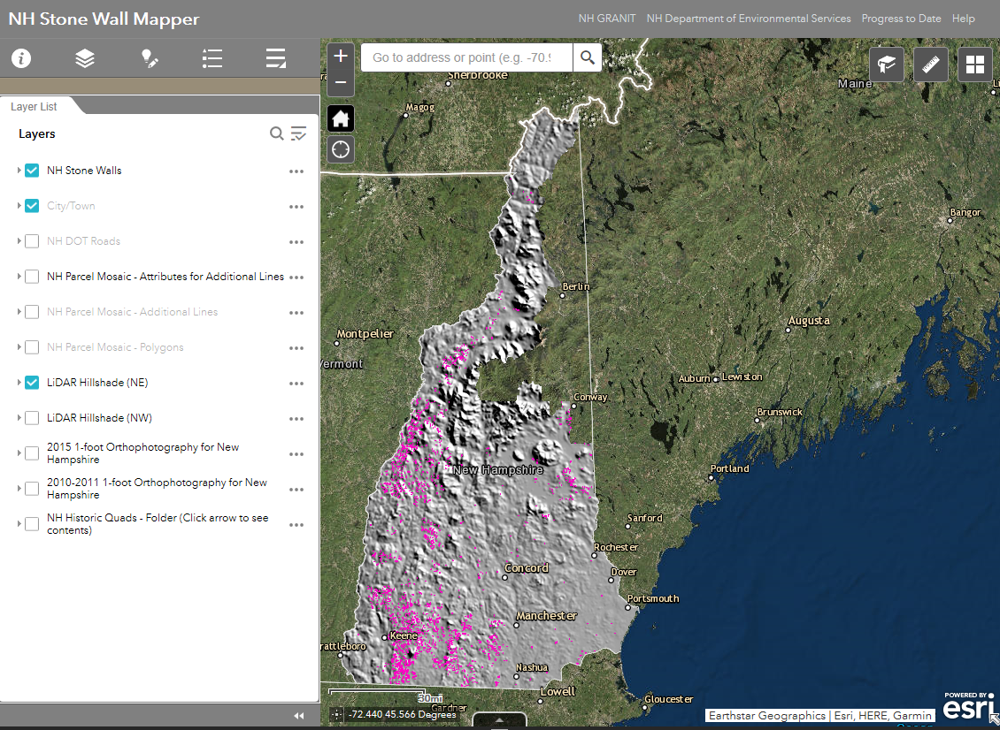 NH Stone Wall Mapper
NH GRANIT NH Department of Environmental Services Progress to Date Help
Go to address or point (e.g. -70.9
Layer List
Layers
NH Stone Walls
City/Town
NH DOT Roads
NH Parcel Mosaic - Attributes for Additional Lines
NH Parcel Mosaic - Additional Lines
NH Parcel Mosaic - Polygons
LiDAR Hillshade (NE)
LiDAR Hillshade (NW)
2015 1-foot Orthophotography for New
Hampshire
2010-2011 1-foot Orthophotography for New
Hampshire
NH Historic Quads - Folder (Click arrow to see
contents)
Sherbrooke
Maine
Magog
Bangor
Berlin
Augusta
Montpelier
Vermont
Auburn
Lewiston
Conway
Brunswick
New Hampshire
Portland
Sanford
Rochester
Concord
Dover
Portsmouth
Manchester
Keene
rattleboro
Nashua
Lowell
30mi
Gardner
Gloucester
-72.440 45.566 Degrees
Earthstar Geographics | Esri, HERE, Garmin
POWERED BY
esri